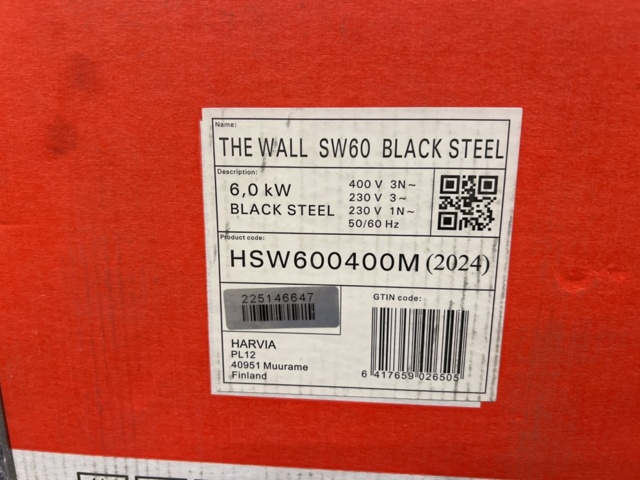 Name:
THE WALL SW60 BLACK STEEL
Description:
6,0 kW
BLACK STEEL
400 V 3N~
230 V 3~
230 V 1N~
50/60 Hz
Product code:
HSW600400M (2024)
225146647
GTIN code:
6 417659 026505
HARVIA
PL12
40951 Muurame
Finland